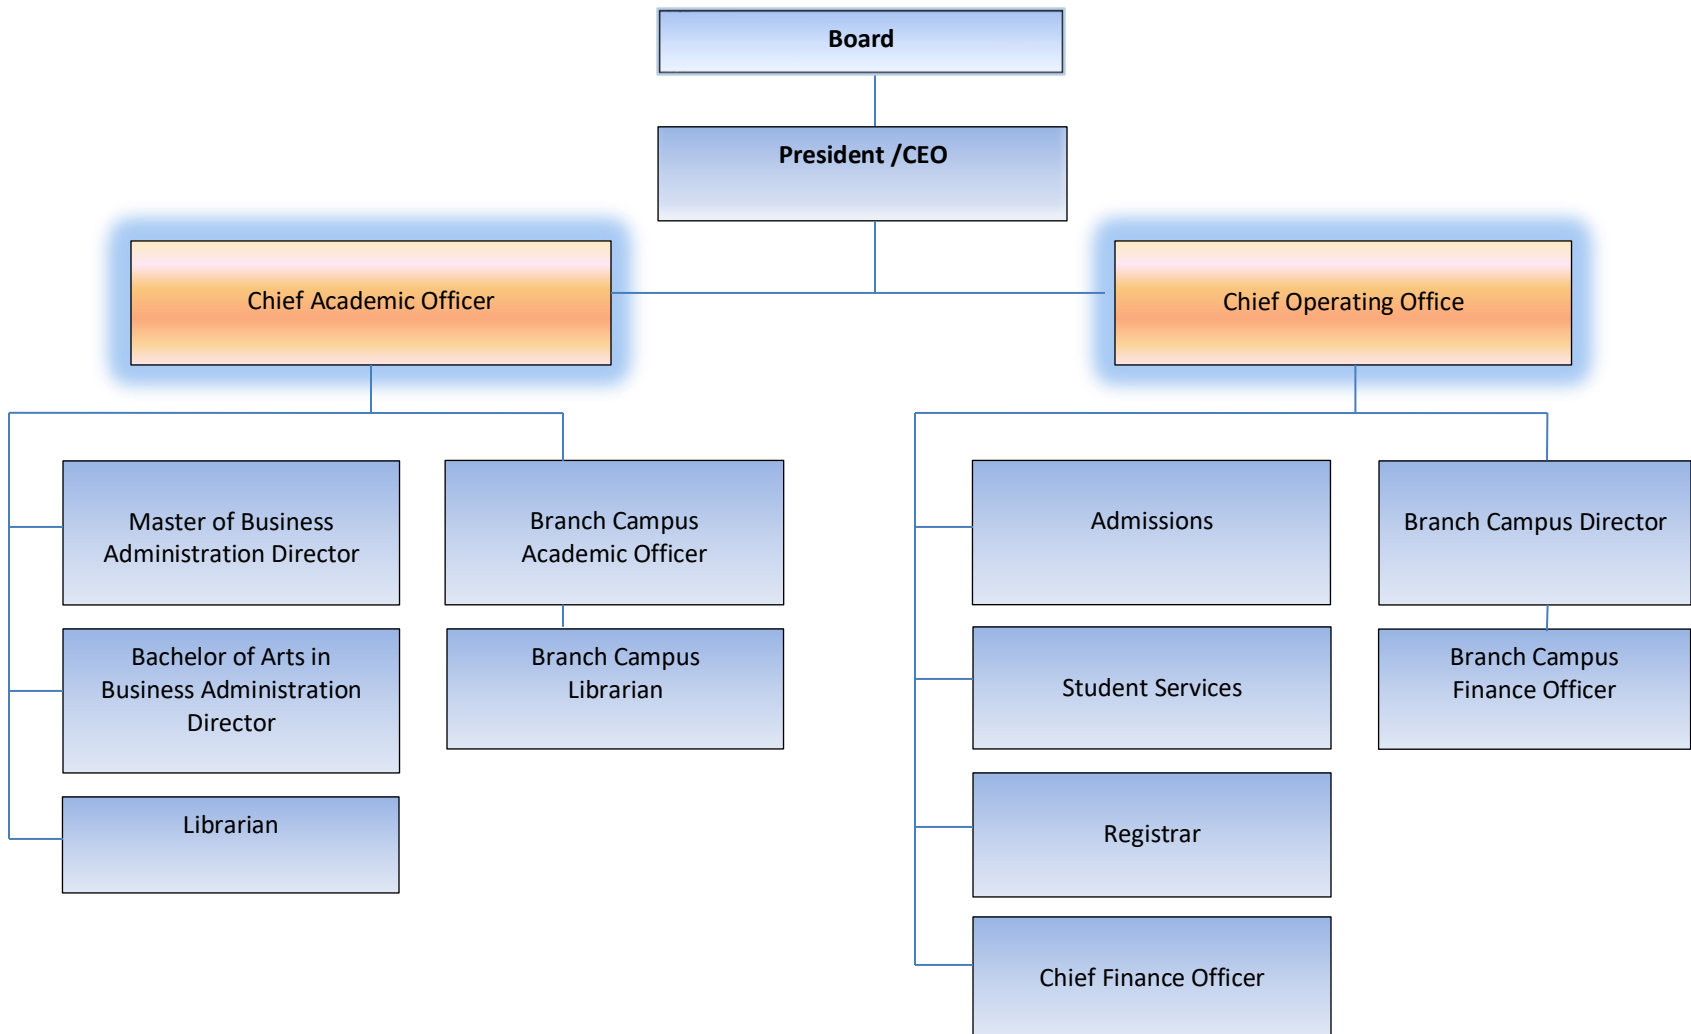 Board
President /CEO
Chief Academic Officer
Chief Operating Office
Master of Business
Administration Director
Branch Campus
Academic Officer
Admissions
Branch Campus Director
Bachelor of Arts in
Business Administration
Director
Branch Campus
Librarian
Student Services
Branch Campus
Finance Officer
Librarian
Registrar
Chief Finance Officer